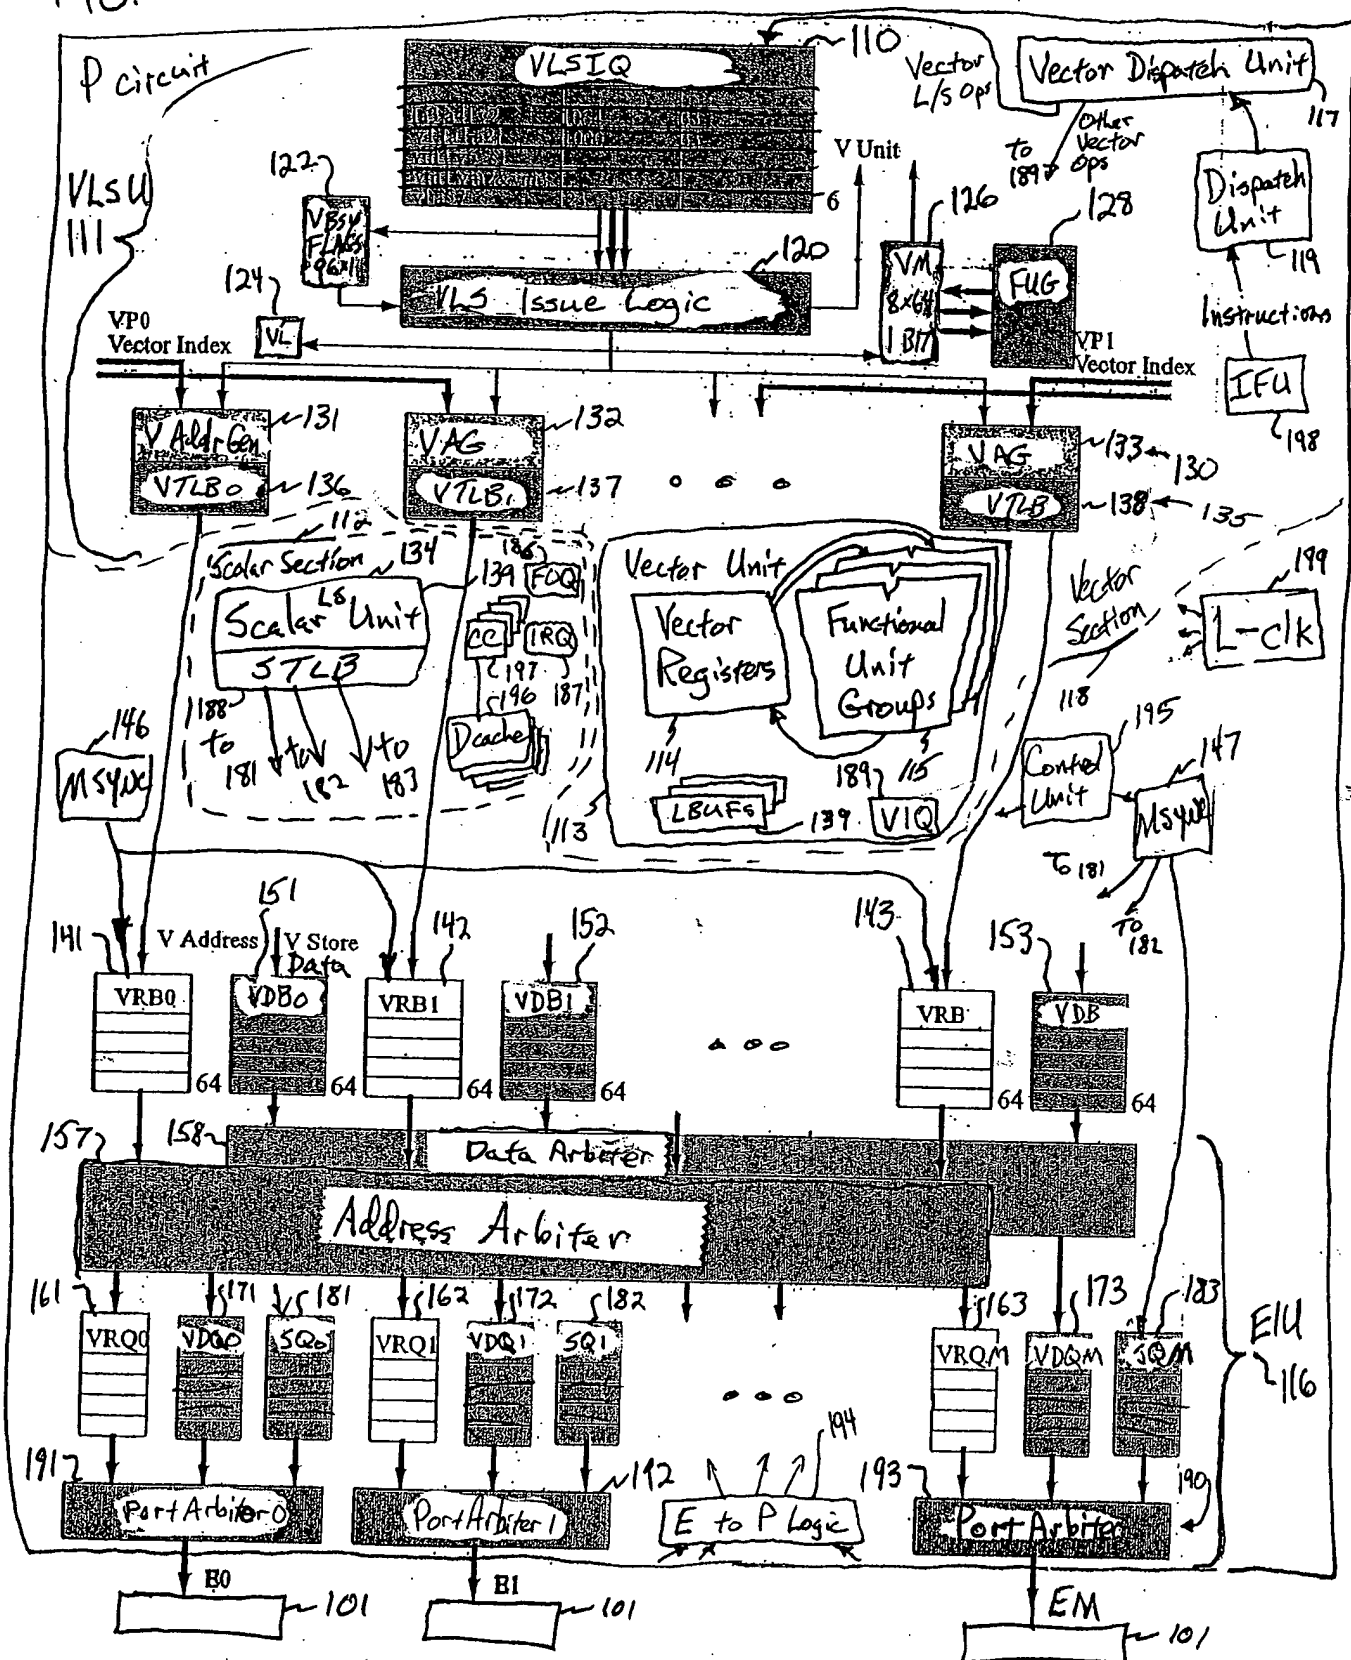 P circuit
VLSIQ
110
Vector
L/S Ops
Vector Dispatch Unit
117
to
189
Other
Vector
Ops
V Unit
6
VLSU
111
122
VBSY
FLAGS
96x1
120
VLS Issue Logic
126
VM
8x64
1 BIT
128
FUG
Dispatch
Unit
119
Instructions
IFU
198
124
VL
VP0
Vector Index
VP1
Vector Index
131
V Addr Gen
VTLB0
136
132
VAG
VTLB1
137
133
130
VAG
VTLB
138
135
112
Scalar Section
134
Scalar LS Unit
STLB
188
to
181
to
182
to
183
139
186
FOQ
CC
197
IRQ
187
196
Dcache
113
Vector Unit
Vector
Registers
114
Functional
Unit
Groups
115
LBUFs
139
189
VIQ
Vector
Section
118
199
L-clk
195
Control
Unit
147
Msync
To 181
To
182
146
Msync
141
V Address
VRB0
64
151
V Store
Data
VDB0
64
142
VRB1
64
152
VDB1
64
143
VRB
64
153
VDB
64
157
158
Data Arbiter
Address Arbiter
161
VRQ0
171
VDQ0
181
SQ0
162
VRQ1
172
VDQ1
182
SQ1
163
VRQM
173
VDQM
183
SQM
EIU
116
191
Port Arbiter 0
192
Port Arbiter 1
194
E to P Logic
193
Port Arbiter
190
E0
101
E1
101
EM
101